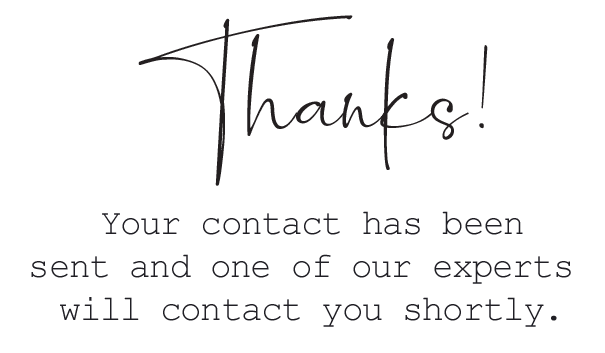 Thanks!
Your contact has been
sent and one of our experts
will contact you shortly.